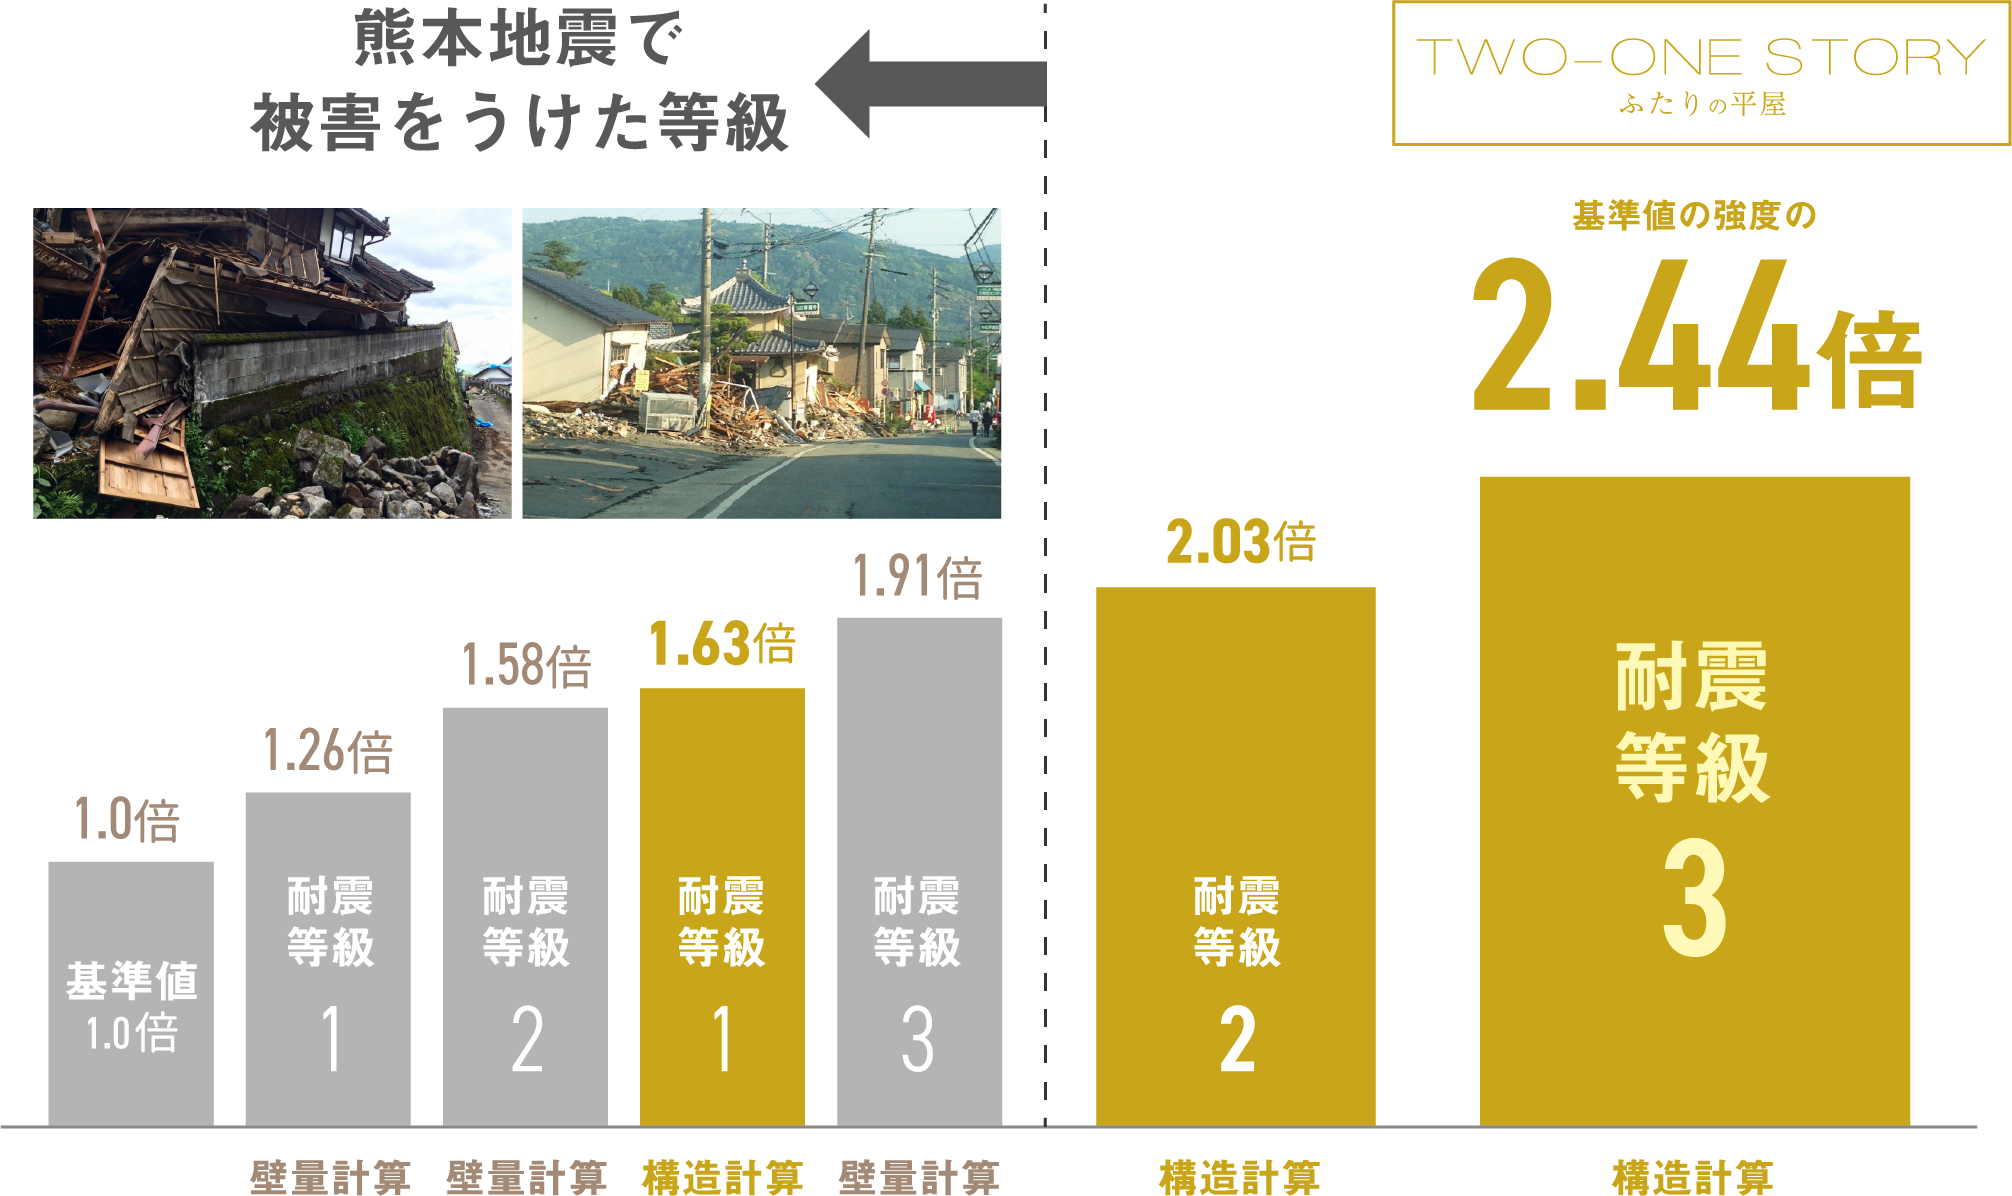 熊本地震で
被害をうけた等級
TWO-ONE STORY
ふたりの平屋
基準値の強度の
2.44倍
1.0倍
基準値
1.0倍
1.26倍
耐震
等級
1
壁量計算
1.58倍
耐震
等級
2
壁量計算
1.63倍
耐震
等級
1
構造計算
1.91倍
耐震
等級
3
壁量計算
2.03倍
耐震
等級
2
構造計算
耐震
等級
3
構造計算